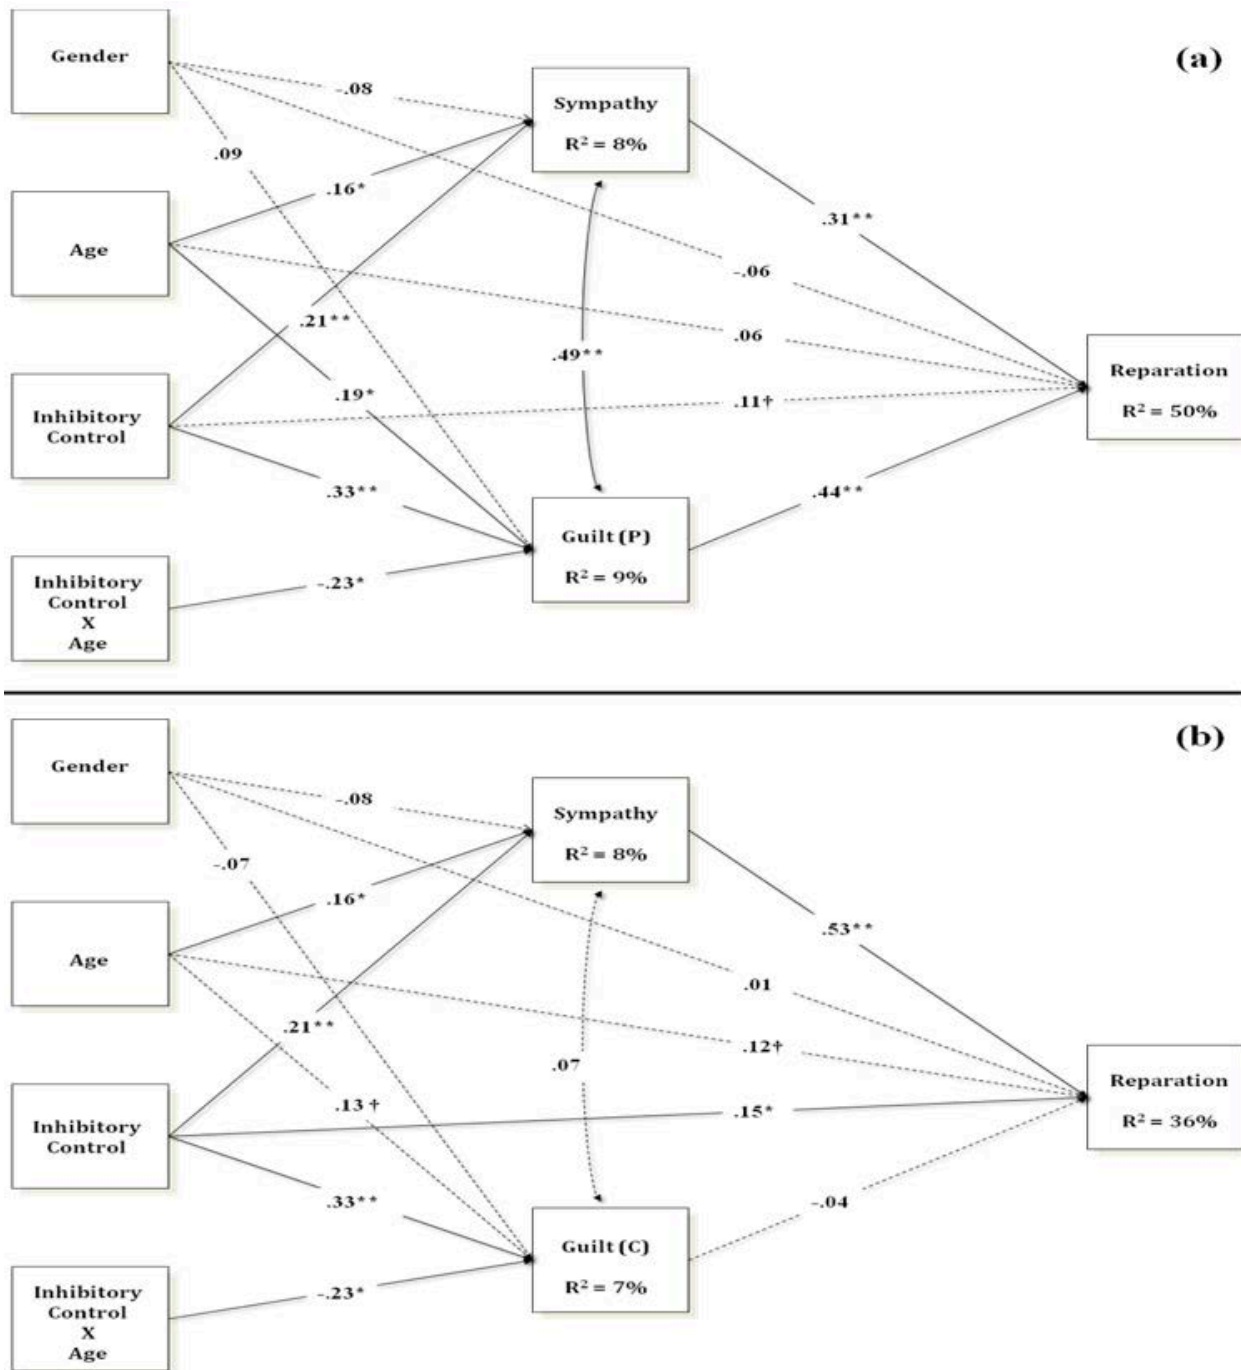 (a)
Gender
-.08
Sympathy
R² = 8%
.09
.16*
.31**
Age
-.06
.21**
.06
.49**
.19*
Reparation
R² = 50%
Inhibitory
Control
.11†
.33**
.44**
Guilt (P)
R² = 9%
Inhibitory
Control
X
Age
-.23*
(b)
Gender
-.08
Sympathy
R² = 8%
-.07
.16*
.53**
Age
.01
.21**
.12†
.07
.13 †
Reparation
R² = 36%
Inhibitory
Control
.15*
.33**
-.04
Guilt (C)
R² = 7%
Inhibitory
Control
X
Age
-.23*